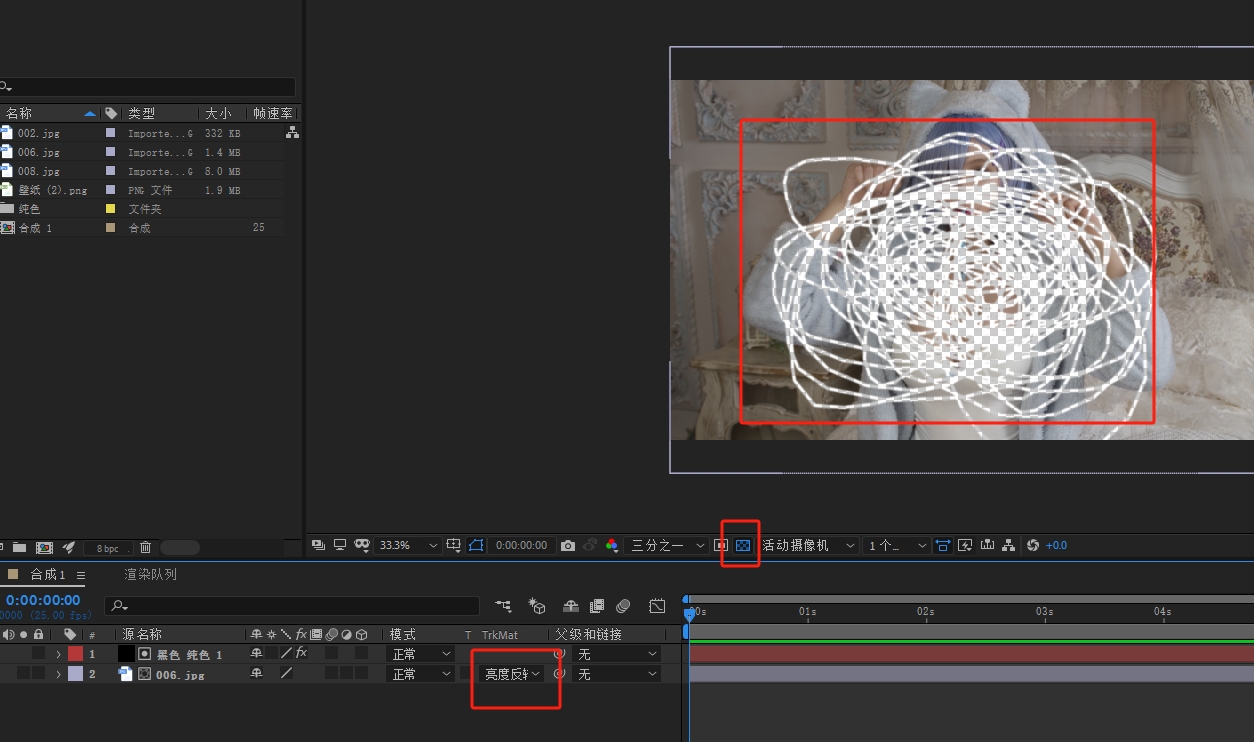 名称 类型 大小 帧速率
002.jpg Importe...G 332 KB
006.jpg Importe...G 1.4 MB
008.jpg Importe...G 8.0 MB
壁纸 (2).png PNG 文件 1.9 MB
纯色 文件夹
合成 1 合成 25
8 bpc 33.3% 0:00:00:00 三分之一 活动摄像机 1 个... +0.0
合成 1 渲染队列
0:00:00:00
0000 (25.00 fps)
00s 01s 02s 03s 04s
# 源名称 fx 模式 T TrkMat 父级和链接
1 黑色 纯色 1 fx 正常 无
2 006.jpg 正常 亮度反转 无